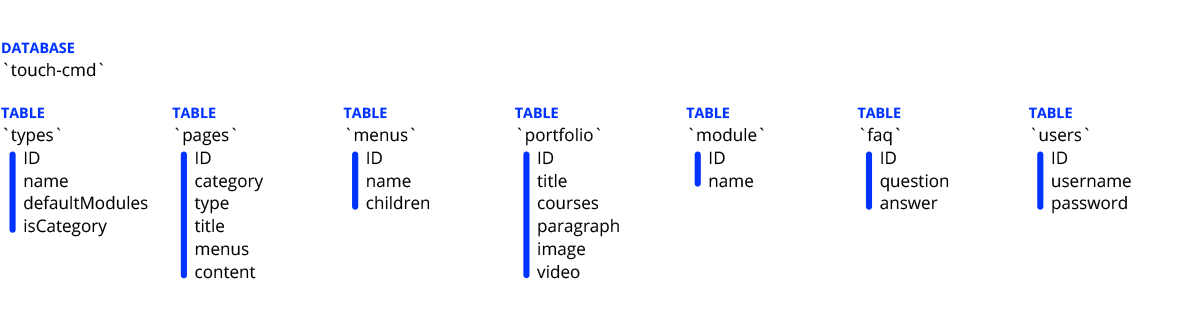 DATABASE
`touch-cmd`
TABLE
`types`
ID
name
defaultModules
isCategory
TABLE
`pages`
ID
category
type
title
menus
content
TABLE
`menus`
ID
name
children
TABLE
`portfolio`
ID
title
courses
paragraph
image
video
TABLE
`module`
ID
name
TABLE
`faq`
ID
question
answer
TABLE
`users`
ID
username
password